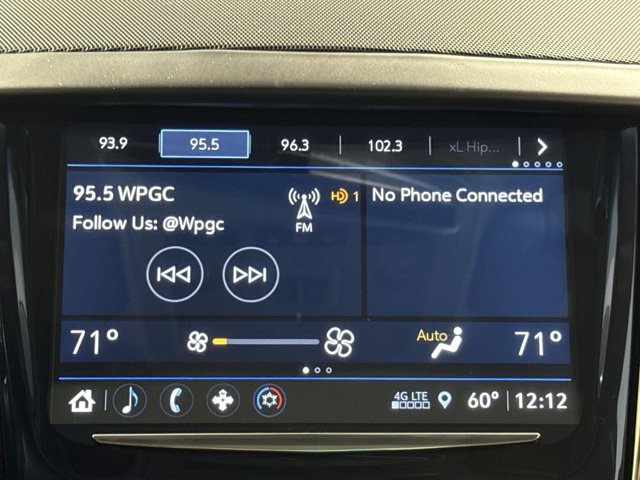 93.9 95.5 96.3 102.3 xL Hip...
95.5 WPGC HD 1 No Phone Connected
Follow Us: @Wpgc FM
71° Auto 71°
4G LTE 60° 12:12